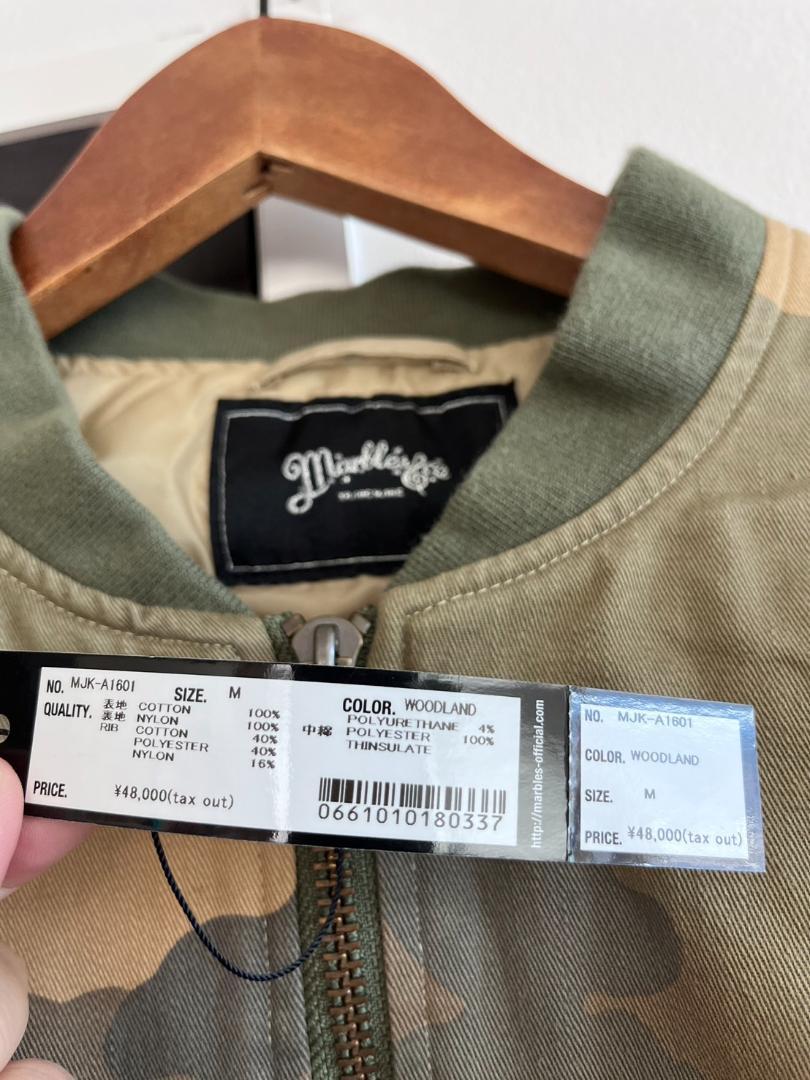 Marbles
NO. MJK-A1601
SIZE. M
COLOR. WOODLAND
QUALITY. 表地 COTTON 100%
裏地 NYLON 100%
RIB COTTON 40%
POLYESTER 40%
NYLON 16%
POLYURETHANE 4%
中綿 POLYESTER 100%
THINSULATE
PRICE. ¥48,000(tax out)
0661010180337
http://marbles-official.com
NO. MJK-A1601
COLOR. WOODLAND
SIZE. M
PRICE. ¥48,000(tax out)